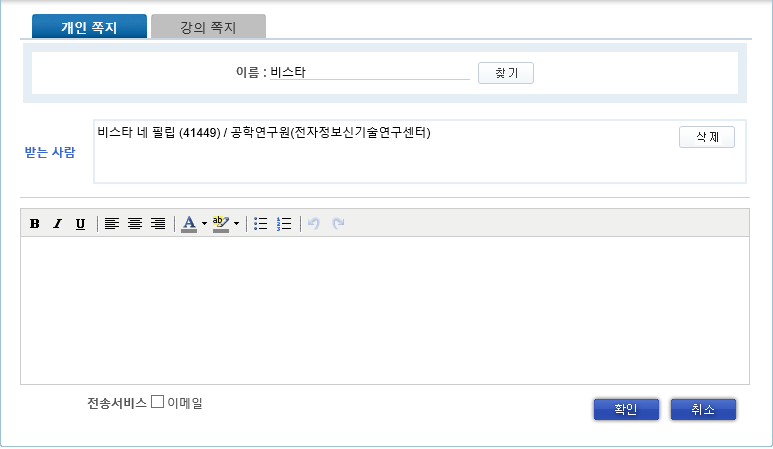 개인 쪽지 강의 쪽지
이름 : 비스타 찾 기
비스타 네 필립 (41449) / 공학연구원(전자정보신기술연구센터)
삭 제
받는 사람
B I U A ab
전송서비스 이메일 확인 취소